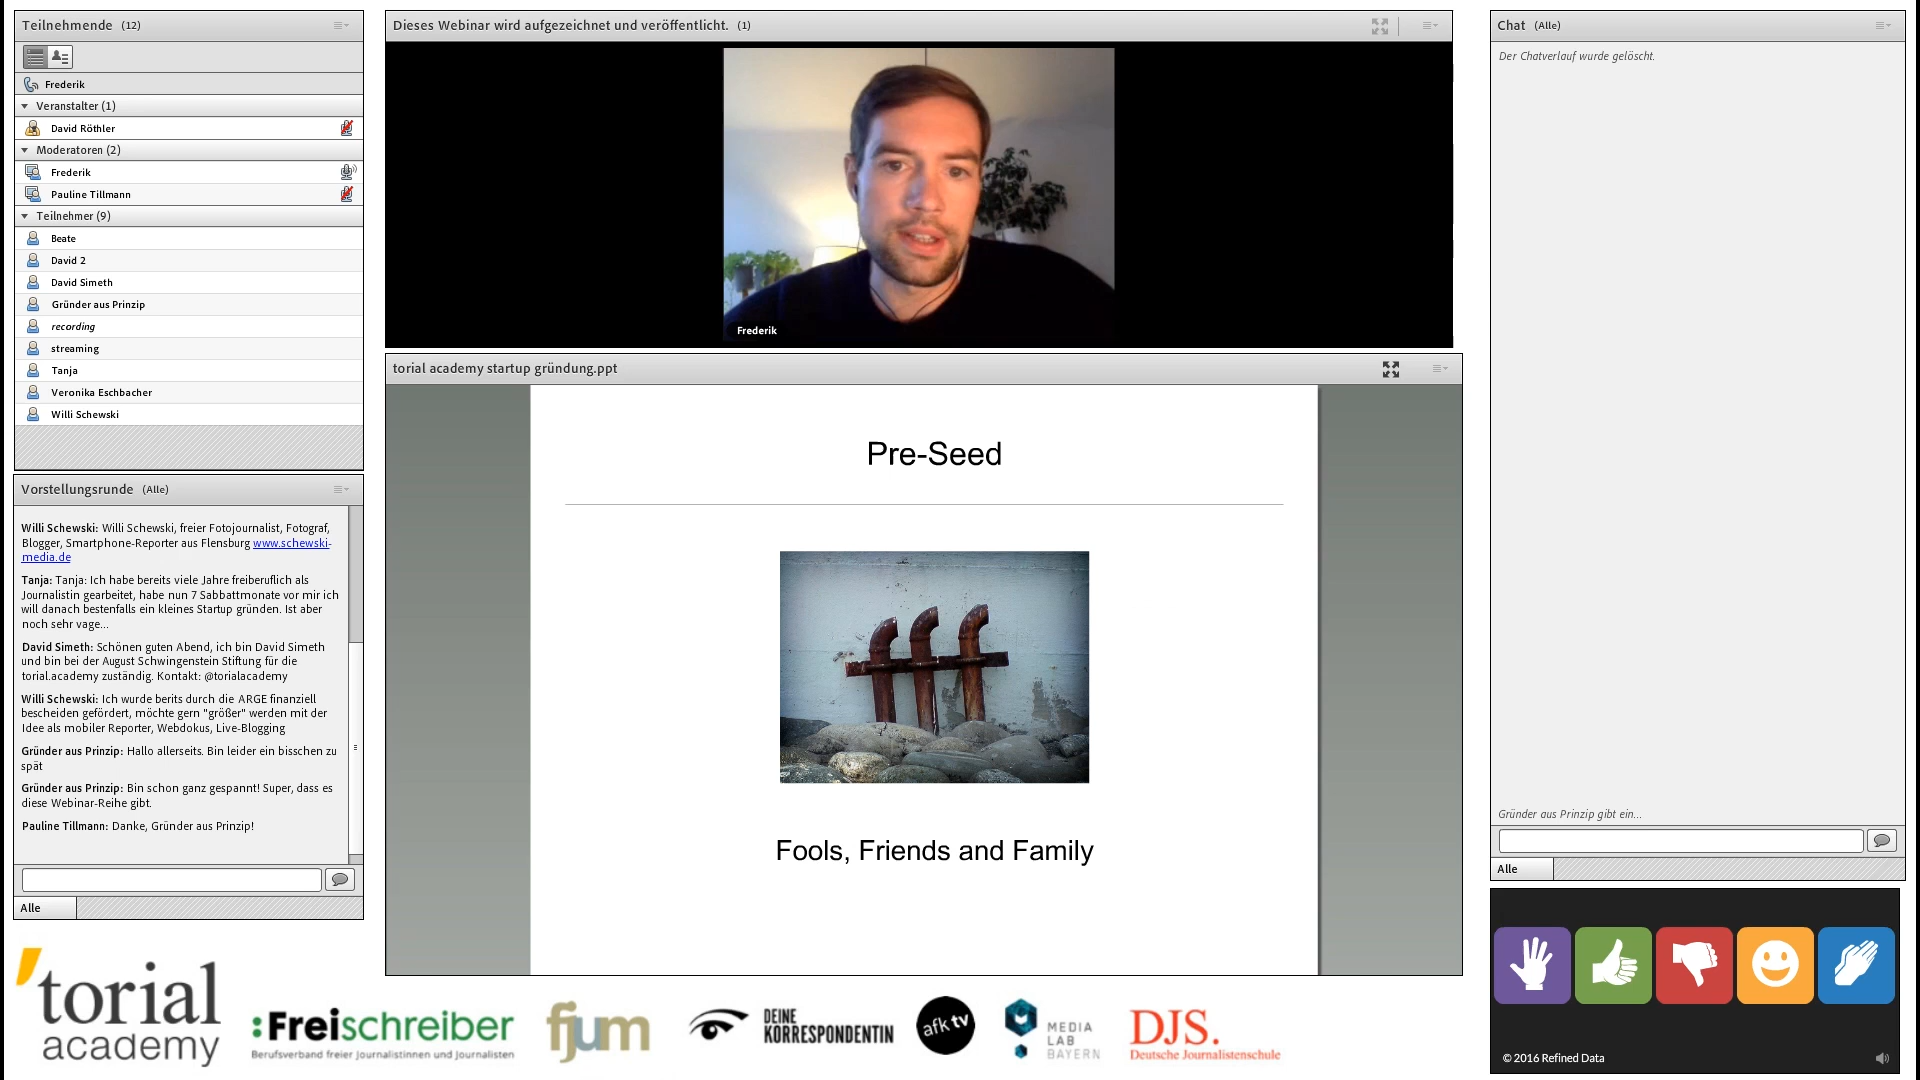 Teilnehmende (12)
Frederik
Veranstalter (1)
David Röthler
Moderatoren (2)
Frederik
Pauline Tillmann
Teilnehmer (9)
Beate
David 2
David Simeth
Gründer aus Prinzip
recording
streaming
Tanja
Veronika Eschbacher
Willi Schewski
Vorstellungsrunde (Alle)
Willi Schewski: Willi Schewski, freier Fotojournalist, Fotograf,
Blogger, Smartphone-Reporter aus Flensburg www.schewski-
media.de
Tanja: Tanja: Ich habe bereits viele Jahre freiberuflich als
Journalistin gearbeitet, habe nun 7 Sabbattmonate vor mir ich
will danach bestenfalls ein kleines Startup gründen. Ist aber
noch sehr vage...
David Simeth: Schönen guten Abend, ich bin David Simeth
und bin bei der August Schwingenstein Stiftung für die
torial.academy zuständig. Kontakt: @torialacademy
Willi Schewski: Ich wurde berits durch die ARGE finanziell
bescheiden gefördert, möchte gern "größer" werden mit der
Idee als mobiler Reporter, Webdokus, Live-Blogging
Gründer aus Prinzip: Hallo allerseits. Bin leider ein bisschen zu
spät
Gründer aus Prinzip: Bin schon ganz gespannt! Super, dass es
diese Webinar-Reihe gibt.
Pauline Tillmann: Danke, Gründer aus Prinzip!
Alle
Dieses Webinar wird aufgezeichnet und veröffentlicht. (1)
Frederik
torial academy startup gründung.ppt
Pre-Seed
Fools, Friends and Family
Chat (Alle)
Der Chatverlauf wurde gelöscht.
Gründer aus Prinzip gibt ein...
Alle
© 2016 Refined Data
'torial
academy
:Freischreiber
Berufsverband freier Journalistinnen und Journalisten
fjum
DEINE
KORRESPONDENTIN
afk tv
MEDIA
LAB
BAYERN
DJS.
Deutsche Journalistenschule